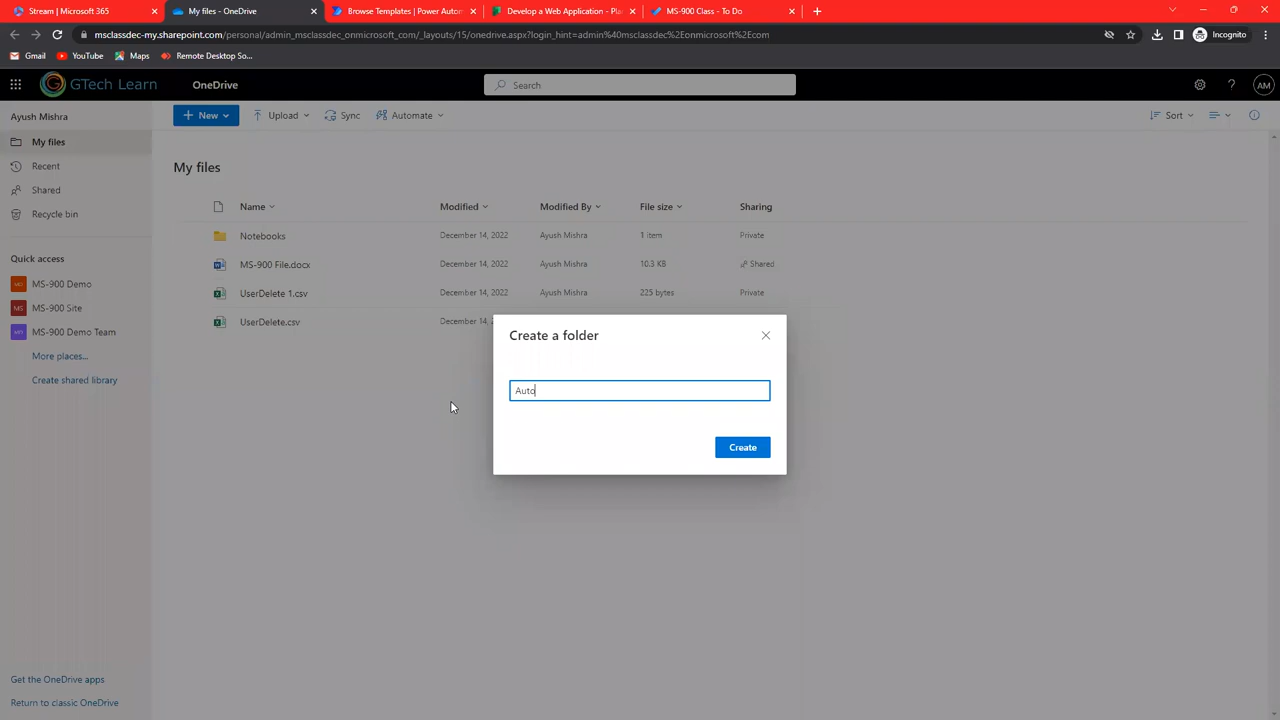 Stream | Microsoft 365
My files - OneDrive
Browse Templates | Power Autom
Develop a Web Application - Pla
MS-900 Class - To Do
msclassdec-my.sharepoint.com/personal/admin_msclassdec_onmicrosoft_com/_layouts/15/onedrive.aspx?login_hint=admin%40msclassdec%2Eonmicrosoft%2Ecom
Incognito
Gmail
YouTube
Maps
Remote Desktop So...
GTech Learn
OneDrive
Search
AM
Ayush Mishra
New
Upload
Sync
Automate
Sort
My files
Recent
Shared
Recycle bin
Quick access
MS-900 Demo
MS-900 Site
MS-900 Demo Team
More places...
Create shared library
Get the OneDrive apps
Return to classic OneDrive
My files
Name Modified Modified By File size Sharing
Notebooks December 14, 2022 Ayush Mishra 1 item Private
MS-900 File.docx December 14, 2022 Ayush Mishra 10.3 KB Shared
UserDelete 1.csv December 14, 2022 Ayush Mishra 225 bytes Private
UserDelete.csv December 14,
Create a folder
Auto
Create